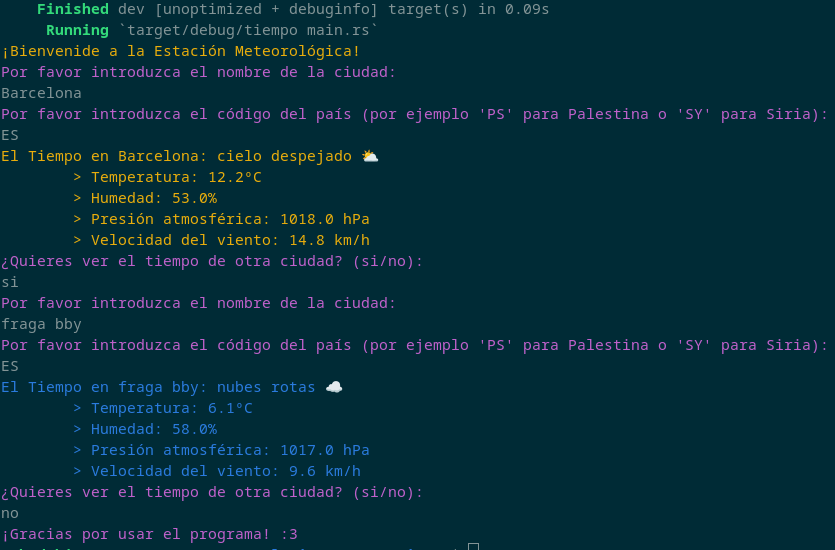 Finished dev [unoptimized + debuginfo] target(s) in 0.09s
Running `target/debug/tiempo main.rs`
¡Bienvenide a la Estación Meteorológica!
Por favor introduzca el nombre de la ciudad:
Barcelona
Por favor introduzca el código del país (por ejemplo 'PS' para Palestina o 'SY' para Siria):
ES
El Tiempo en Barcelona: cielo despejado ⛅
> Temperatura: 12.2ºC
> Humedad: 53.0%
> Presión atmosférica: 1018.0 hPa
> Velocidad del viento: 14.8 km/h
¿Quieres ver el tiempo de otra ciudad? (si/no):
si
Por favor introduzca el nombre de la ciudad:
fraga bby
Por favor introduzca el código del país (por ejemplo 'PS' para Palestina o 'SY' para Siria):
ES
El Tiempo en fraga bby: nubes rotas ☁️
> Temperatura: 6.1ºC
> Humedad: 58.0%
> Presión atmosférica: 1017.0 hPa
> Velocidad del viento: 9.6 km/h
¿Quieres ver el tiempo de otra ciudad? (si/no):
no
¡Gracias por usar el programa! :3